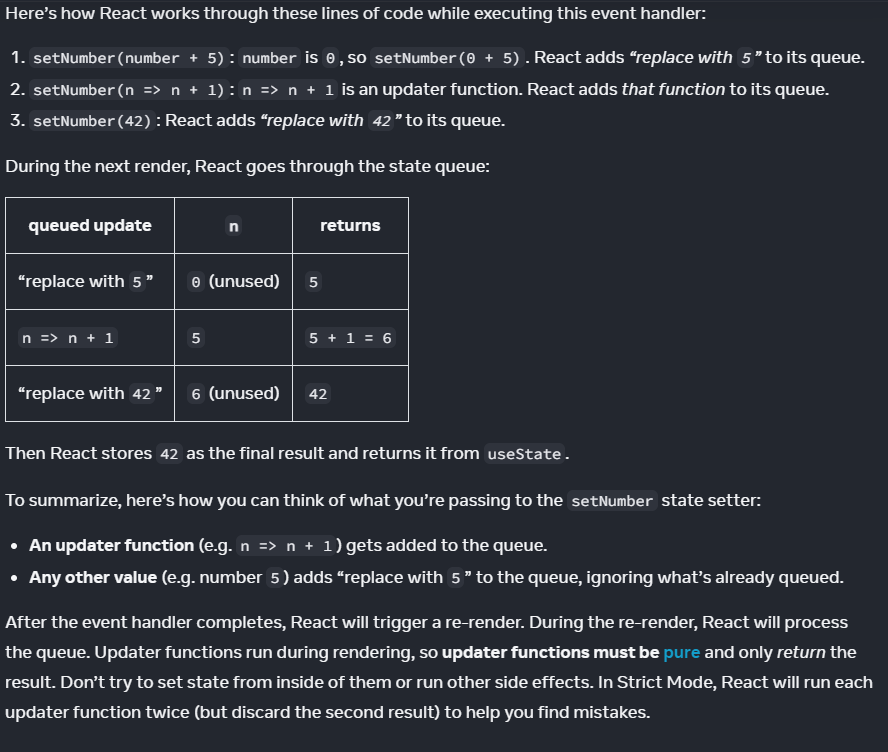 Here’s how React works through these lines of code while executing this event handler:
1. setNumber(number + 5): number is 0, so setNumber(0 + 5). React adds “replace with 5” to its queue.
2. setNumber(n => n + 1): n => n + 1 is an updater function. React adds that function to its queue.
3. setNumber(42): React adds “replace with 42” to its queue.
During the next render, React goes through the state queue:
queued update n returns
“replace with 5” 0 (unused) 5
n => n + 1 5 5 + 1 = 6
“replace with 42” 6 (unused) 42
Then React stores 42 as the final result and returns it from useState.
To summarize, here’s how you can think of what you’re passing to the setNumber state setter:
• An updater function (e.g. n => n + 1) gets added to the queue.
• Any other value (e.g. number 5) adds “replace with 5” to the queue, ignoring what’s already queued.
After the event handler completes, React will trigger a re-render. During the re-render, React will process
the queue. Updater functions run during rendering, so updater functions must be pure and only return the
result. Don’t try to set state from inside of them or run other side effects. In Strict Mode, React will run each
updater function twice (but discard the second result) to help you find mistakes.